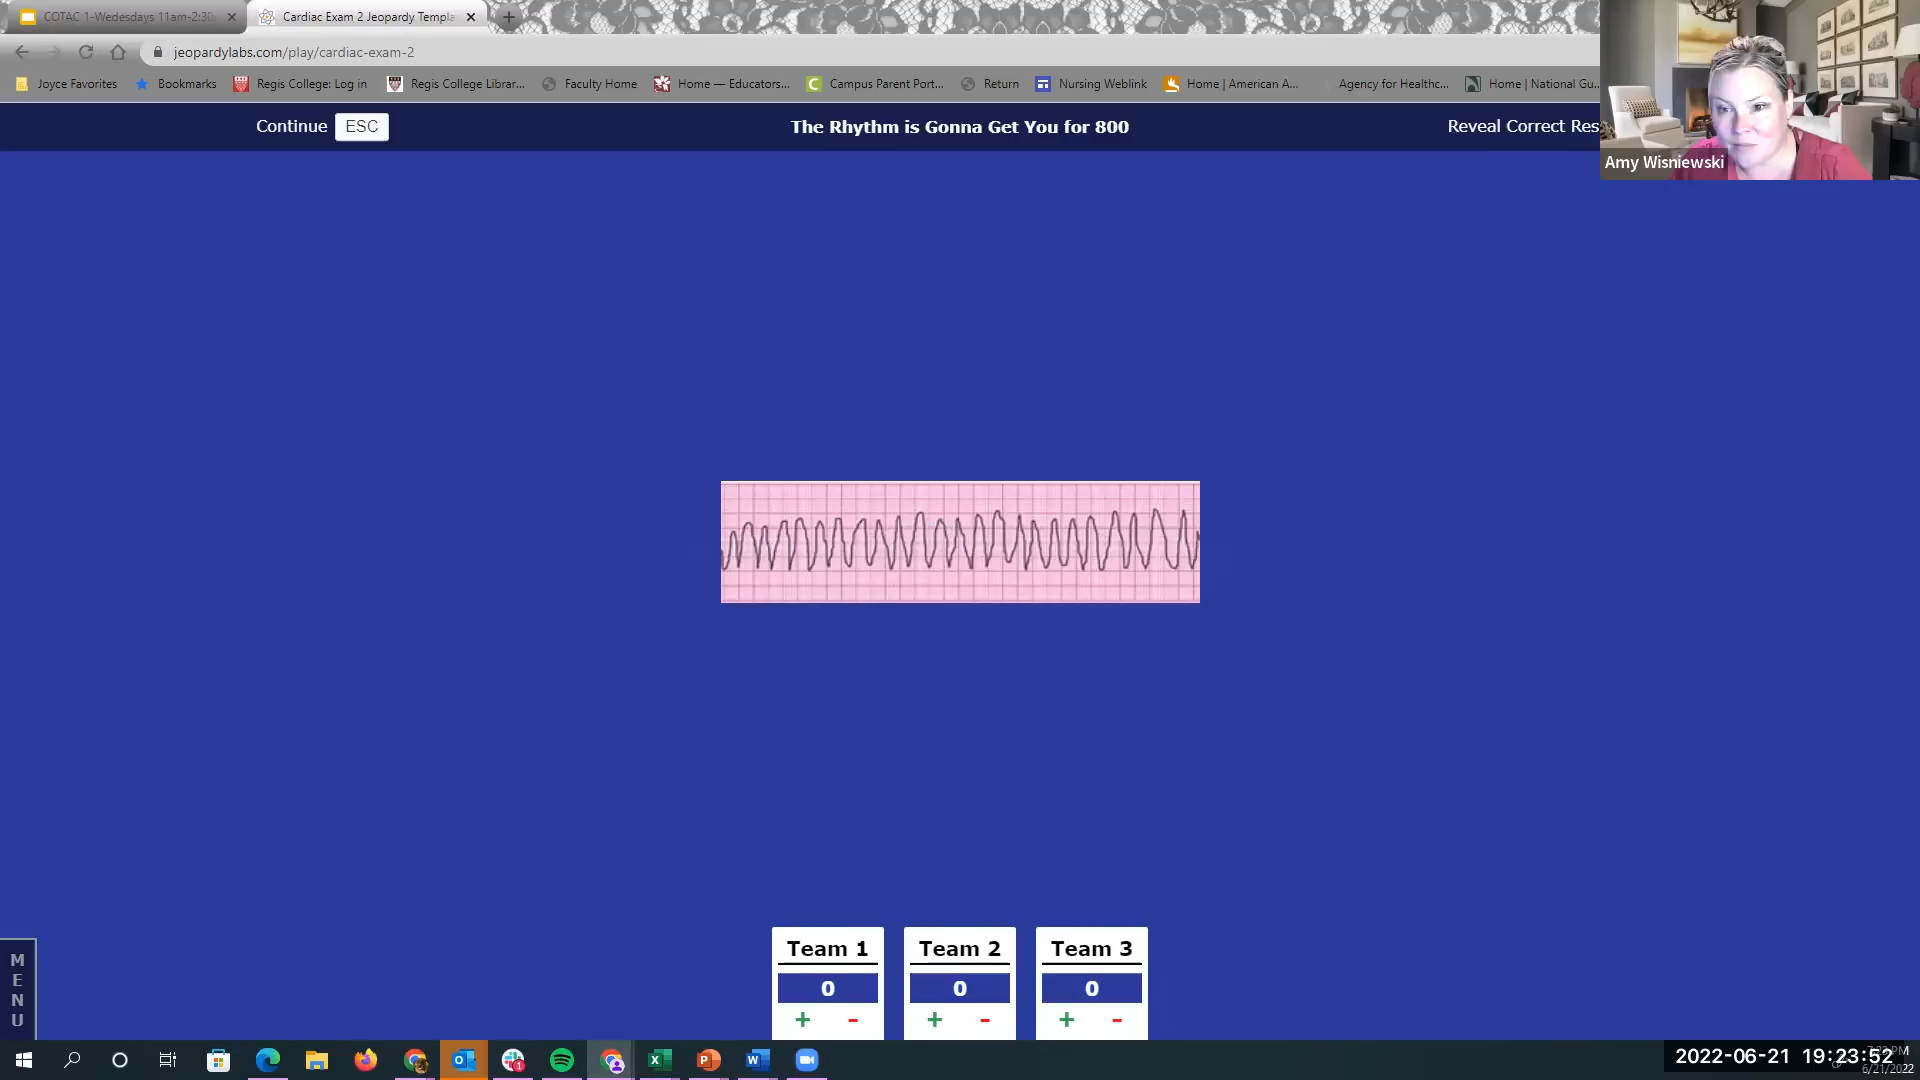 COTAC 1-Wedesdays 11am-2:30
Cardiac Exam 2 Jeopardy Templa
jeopardylabs.com/play/cardiac-exam-2
Joyce Favorites Bookmarks Regis College: Log in Regis College Librar... Faculty Home Home — Educators... Campus Parent Port... Return Nursing Weblink Home | American A... Agency for Healthc... Home | National Gu...
Continue ESC The Rhythm is Gonna Get You for 800 Reveal Correct Res
Amy Wisniewski
MENU
Team 1 Team 2 Team 3
0 0 0
+ - + - + -
2022-06-21 19:23:52
6/21/2022